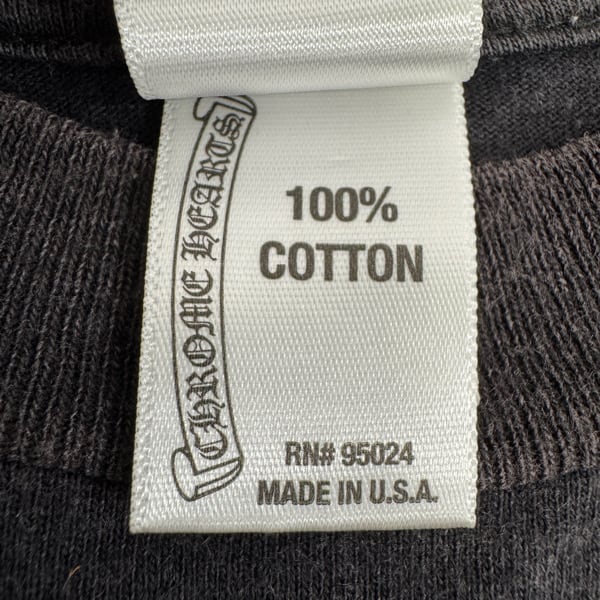 CHROME HEARTS
100%
COTTON
RN# 95024
MADE IN U.S.A.